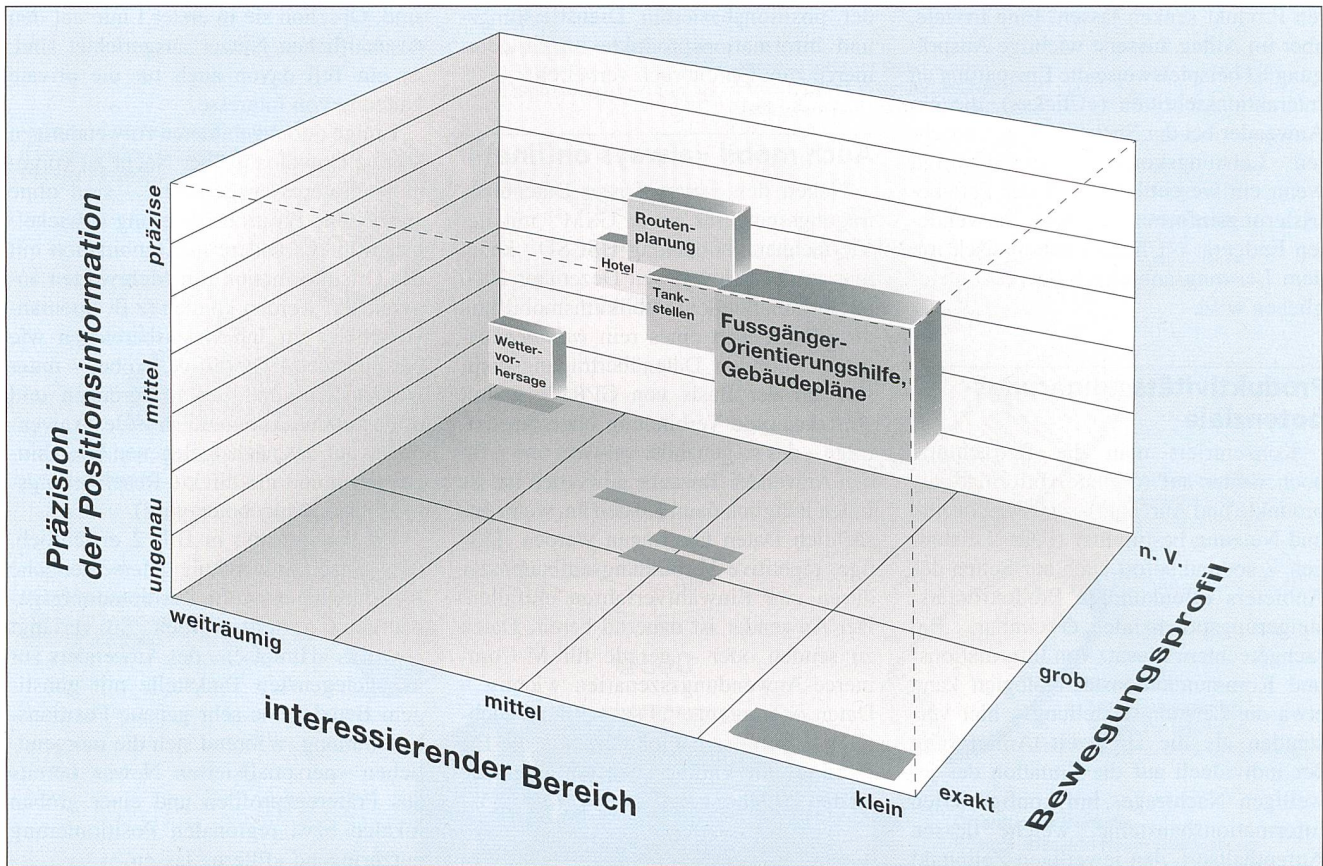 Präzision
der Positionsinformation
präzise
mittel
ungenau
Routen-
planung
Hotel
Tank-
stellen
Wetter-
vor-
hersage
Fussgänger-
Orientierungshilfe,
Gebäudepläne
weiträumig
mittel
klein
interessierender Bereich
exakt
grob
n. V.
Bewegungsprofil